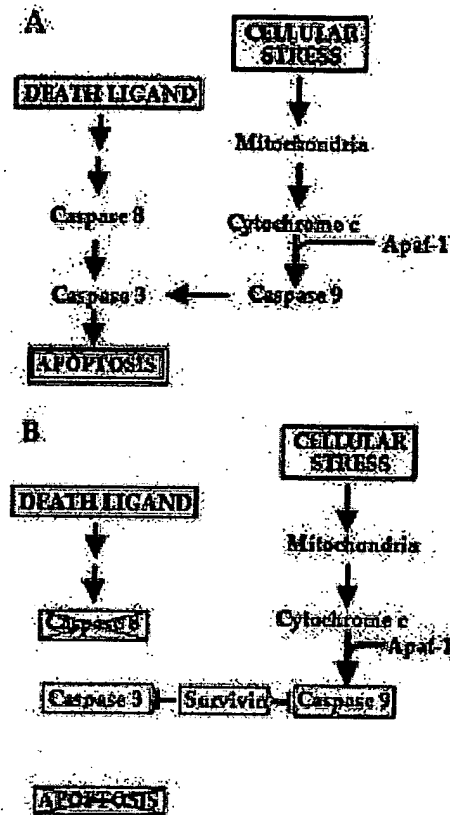 A
CELLULAR
STRESS
DEATH LIGAND
Mitochondria
Caspase 8
Cytochrome c
Apaf-1
Caspase 3
Caspase 9
APOPTOSIS
B
CELLULAR
STRESS
DEATH LIGAND
Mitochondria
Caspase 8
Cytochrome c
Apaf-1
Caspase 3
Survivin
Caspase 9
APOPTOSIS